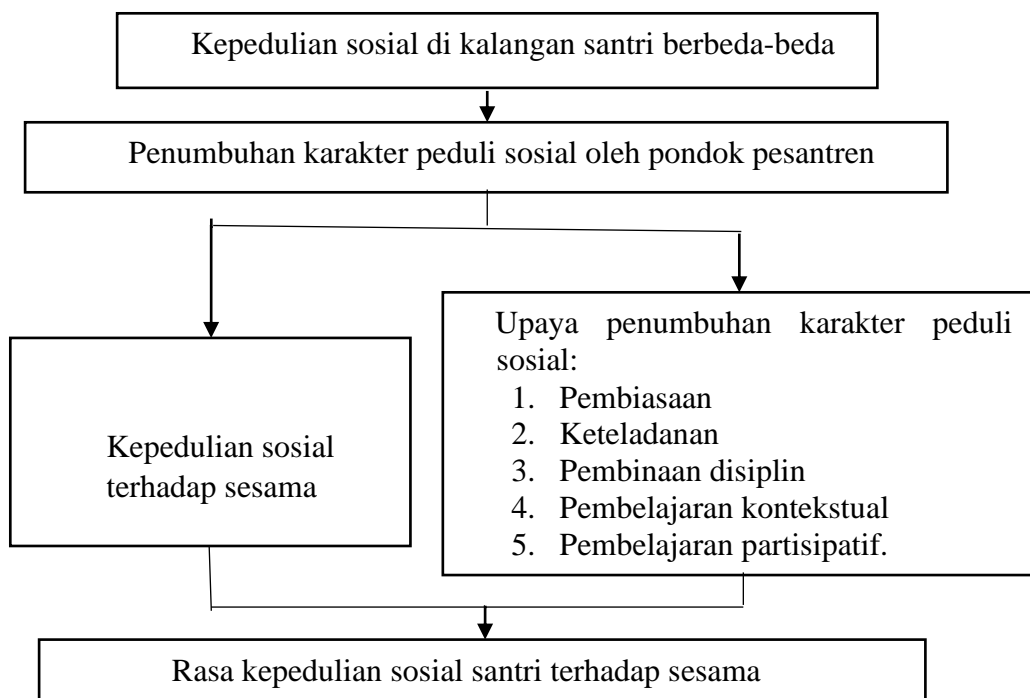 Kepedulian sosial di kalangan santri berbeda-beda
Penumbuhan karakter peduli sosial oleh pondok pesantren
Kepedulian sosial
terhadap sesama
Upaya penumbuhan karakter peduli
sosial:
1. Pembiasaan
2. Keteladanan
3. Pembinaan disiplin
4. Pembelajaran kontekstual
5. Pembelajaran partisipatif.
Rasa kepedulian sosial santri terhadap sesama